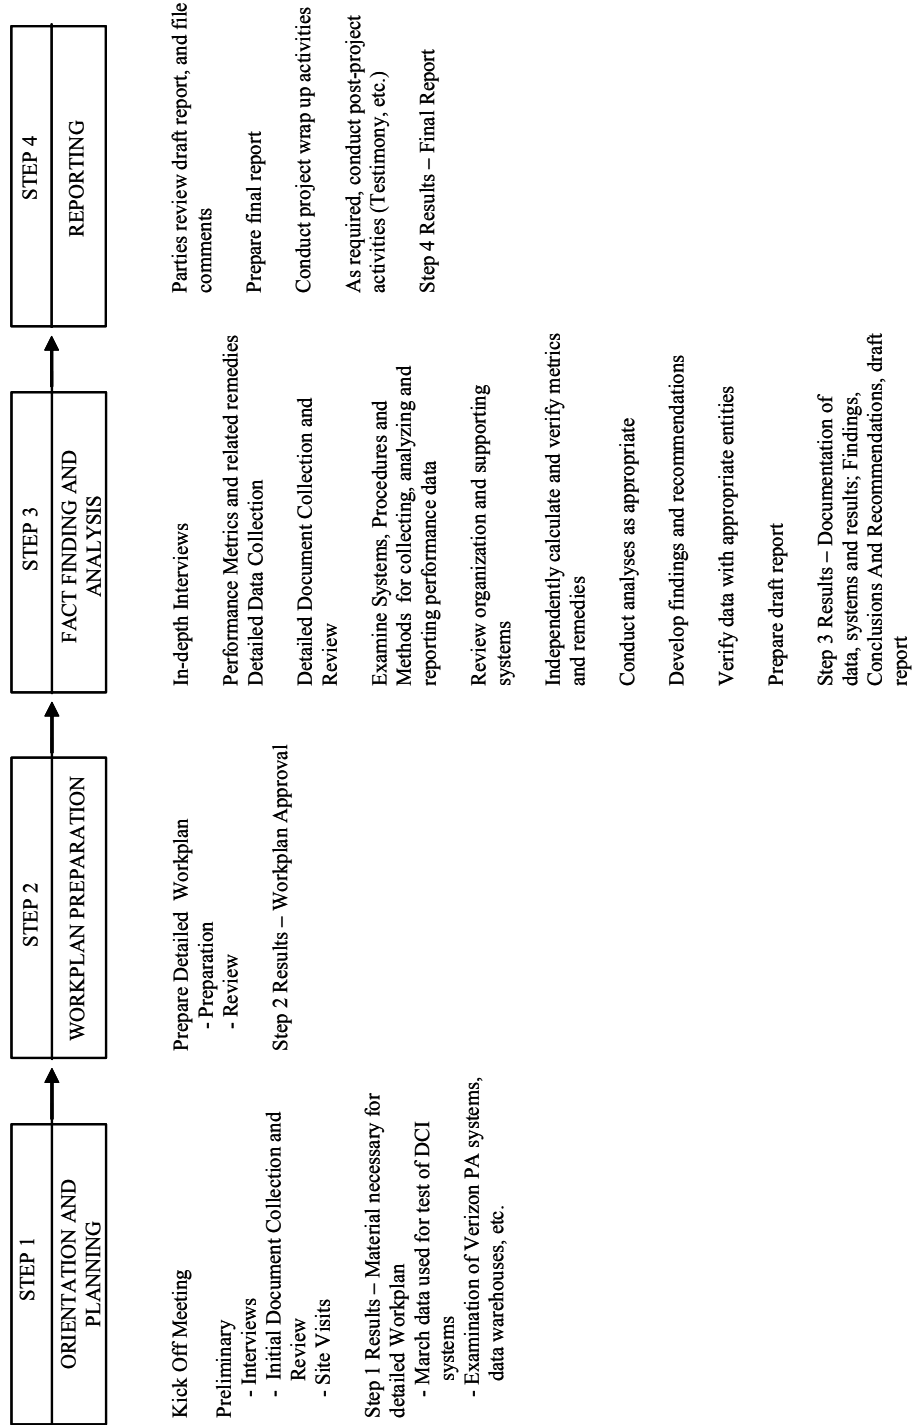 STEP 1
ORIENTATION AND
PLANNING
Kick Off Meeting
Preliminary
- Interviews
- Initial Document Collection and
Review
- Site Visits
Step 1 Results – Material necessary for
detailed Workplan
- March data used for test of DCI
systems
- Examination of Verizon PA systems,
data warehouses, etc.
STEP 2
WORKPLAN PREPARATION
Prepare Detailed Workplan
- Preparation
- Review
Step 2 Results – Workplan Approval
STEP 3
FACT FINDING AND
ANALYSIS
In-depth Interviews
Performance Metrics and related remedies
Detailed Data Collection
Detailed Document Collection and
Review
Examine Systems, Procedures and
Methods for collecting, analyzing and
reporting performance data
Review organization and supporting
systems
Independently calculate and verify metrics
and remedies
Conduct analyses as appropriate
Develop findings and recommendations
Verify data with appropriate entities
Prepare draft report
Step 3 Results – Documentation of
data, systems and results; Findings,
Conclusions And Recommendations, draft
report
STEP 4
REPORTING
Parties review draft report, and file
comments
Prepare final report
Conduct project wrap up activities
As required, conduct post-project
activities (Testimony, etc.)
Step 4 Results – Final Report